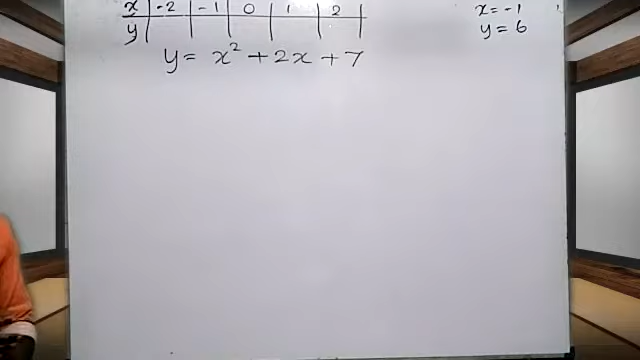 x | -2 | -1 | 0 | 1 | 2 |
y | | | | | |
y = x² + 2x + 7
x = -1
y = 6